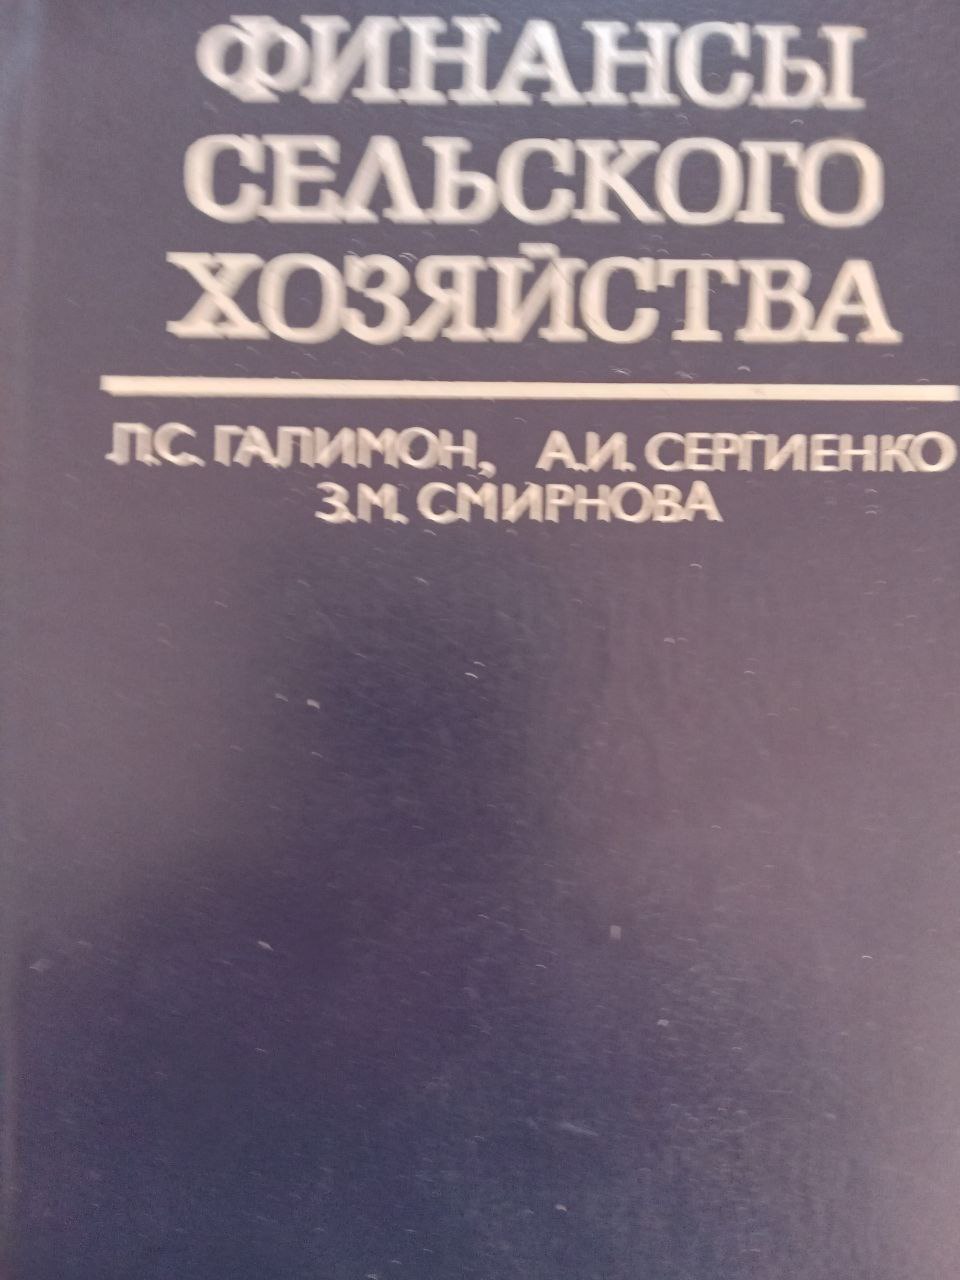 ФИНАНСЫ
СЕЛЬСКОГО
ХОЗЯЙСТВА
Л.С. ГАЛИМОН, А.И. СЕРГИЕНКО
З.М. СМИРНОВА